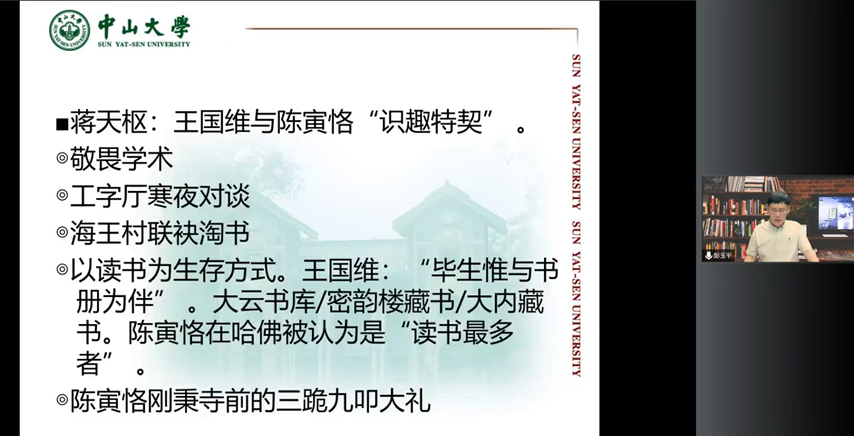 中山大學
SUN YAT-SEN UNIVERSITY
■蒋天枢：王国维与陈寅恪“识趣特契” 。
◎敬畏学术
◎工字厅寒夜对谈
◎海王村联袂淘书
◎以读书为生存方式。王国维：“毕生惟与书
册为伴” 。大云书库/密韵楼藏书/大内藏
书。陈寅恪在哈佛被认为是“读书最多
者” 。
◎陈寅恪刚秉寺前的三跪九叩大礼
SUN YAT-SEN UNIVERSITY SUN YAT-SEN UNIVERSITY
彭玉平